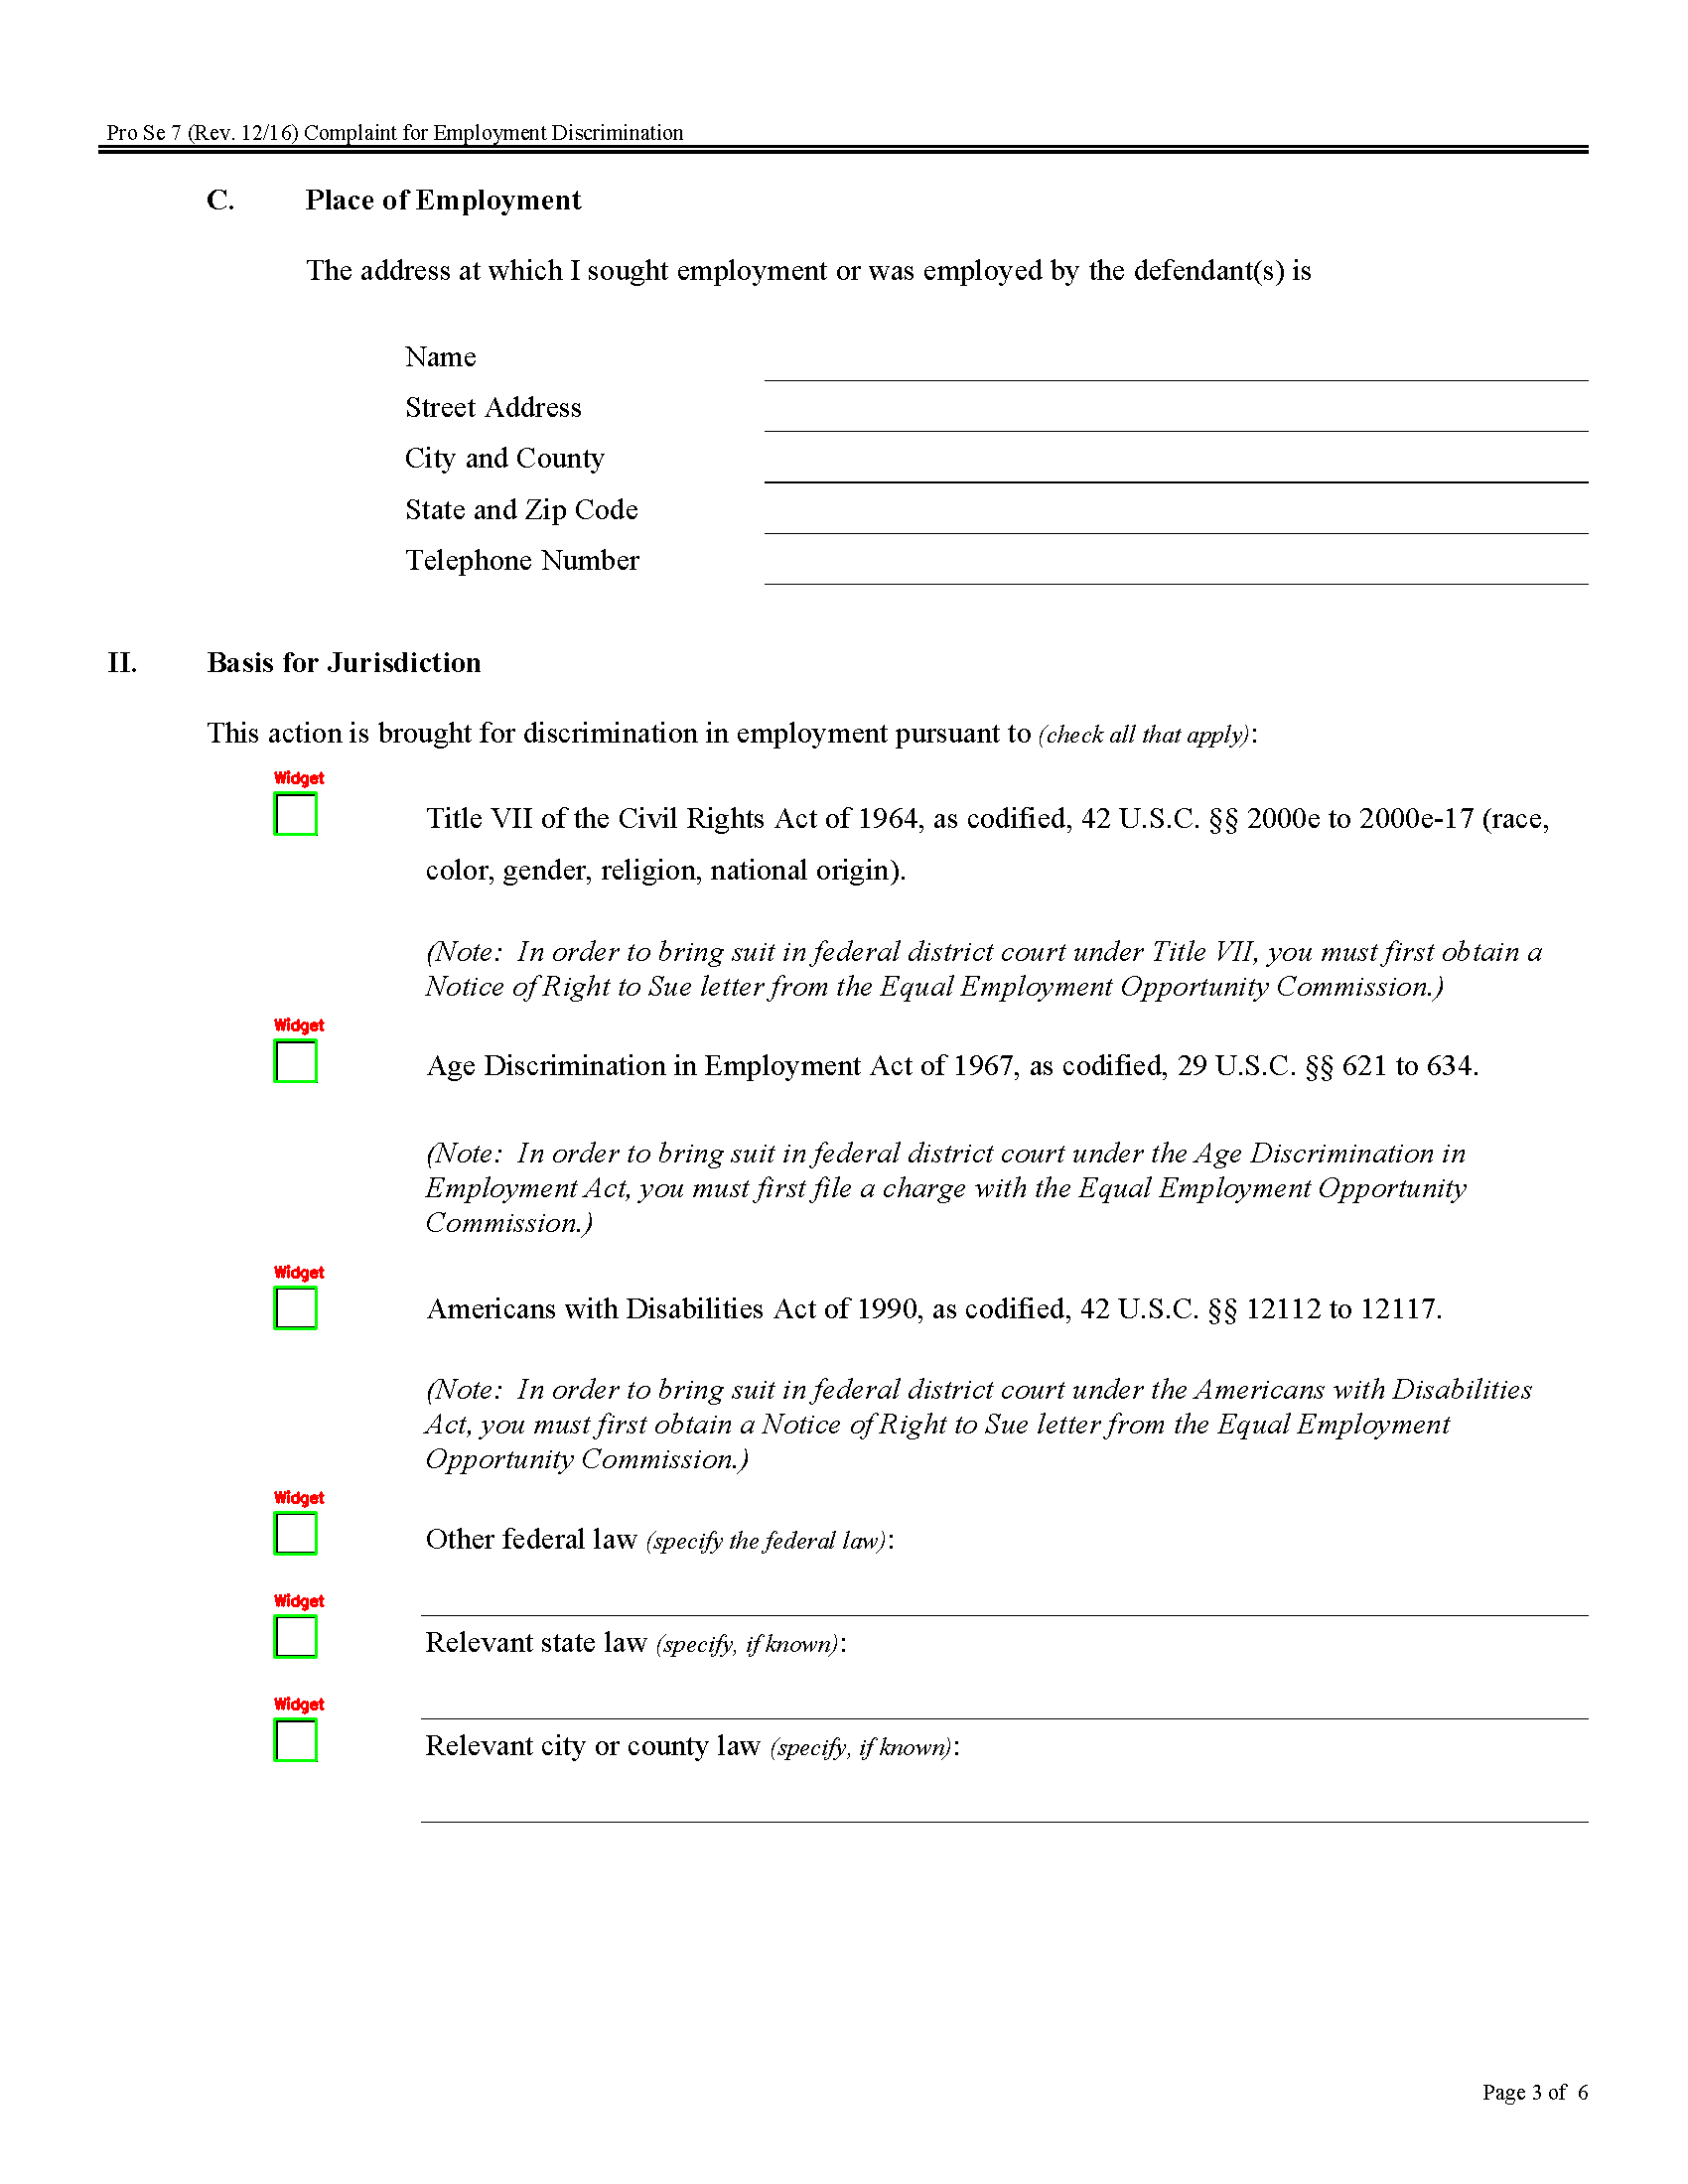 Pro Se 7 (Rev. 12/16) Complaint for Employment Discrimination
C. Place of Employment
The address at which I sought employment or was employed by the defendant(s) is
Name
Street Address
City and County
State and Zip Code
Telephone Number
II. Basis for Jurisdiction
This action is brought for discrimination in employment pursuant to (check all that apply):
Widget
Title VII of the Civil Rights Act of 1964, as codified, 42 U.S.C. §§ 2000e to 2000e-17 (race,
color, gender, religion, national origin).
(Note: In order to bring suit in federal district court under Title VII, you must first obtain a
Notice of Right to Sue letter from the Equal Employment Opportunity Commission.)
Widget
Age Discrimination in Employment Act of 1967, as codified, 29 U.S.C. §§ 621 to 634.
(Note: In order to bring suit in federal district court under the Age Discrimination in
Employment Act, you must first file a charge with the Equal Employment Opportunity
Commission.)
Widget
Americans with Disabilities Act of 1990, as codified, 42 U.S.C. §§ 12112 to 12117.
(Note: In order to bring suit in federal district court under the Americans with Disabilities
Act, you must first obtain a Notice of Right to Sue letter from the Equal Employment
Opportunity Commission.)
Widget
Other federal law (specify the federal law):
Widget
Relevant state law (specify, if known):
Widget
Relevant city or county law (specify, if known):
Page 3 of 6